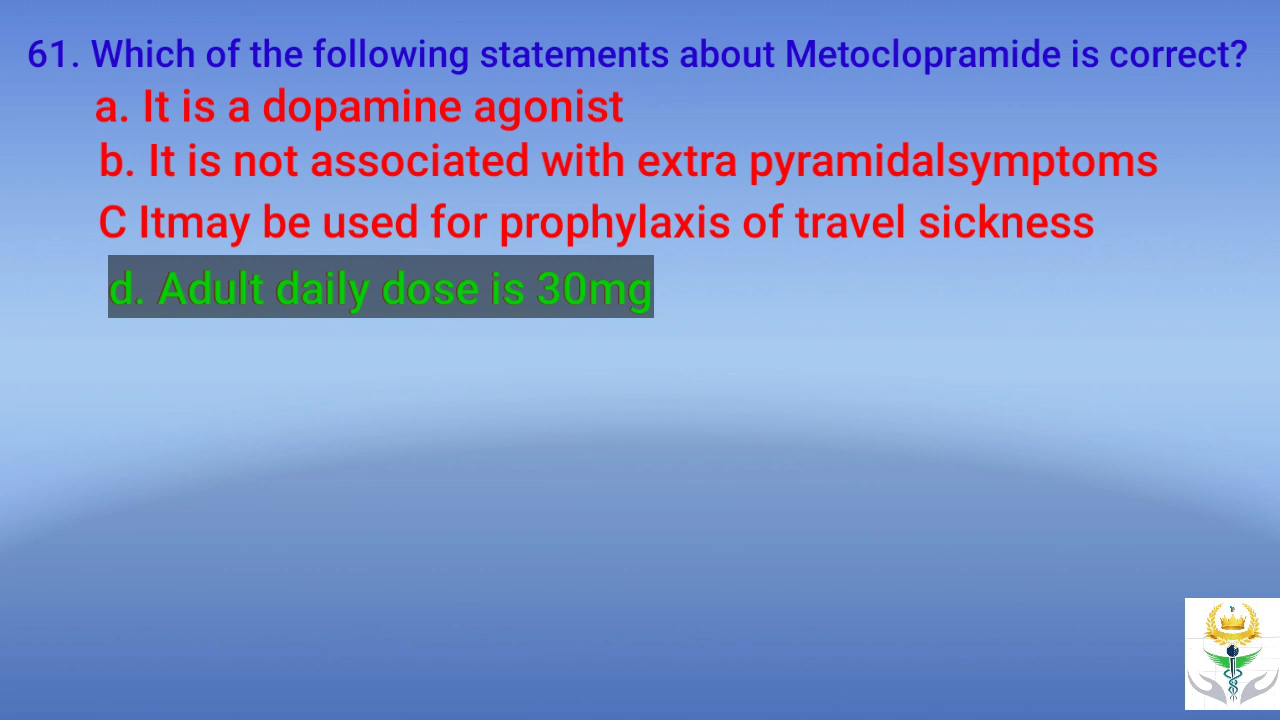 61. Which of the following statements about Metoclopramide is correct?
a. It is a dopamine agonist
b. It is not associated with extra pyramidalsymptoms
C Itmay be used for prophylaxis of travel sickness
d. Adult daily dose is 30mg